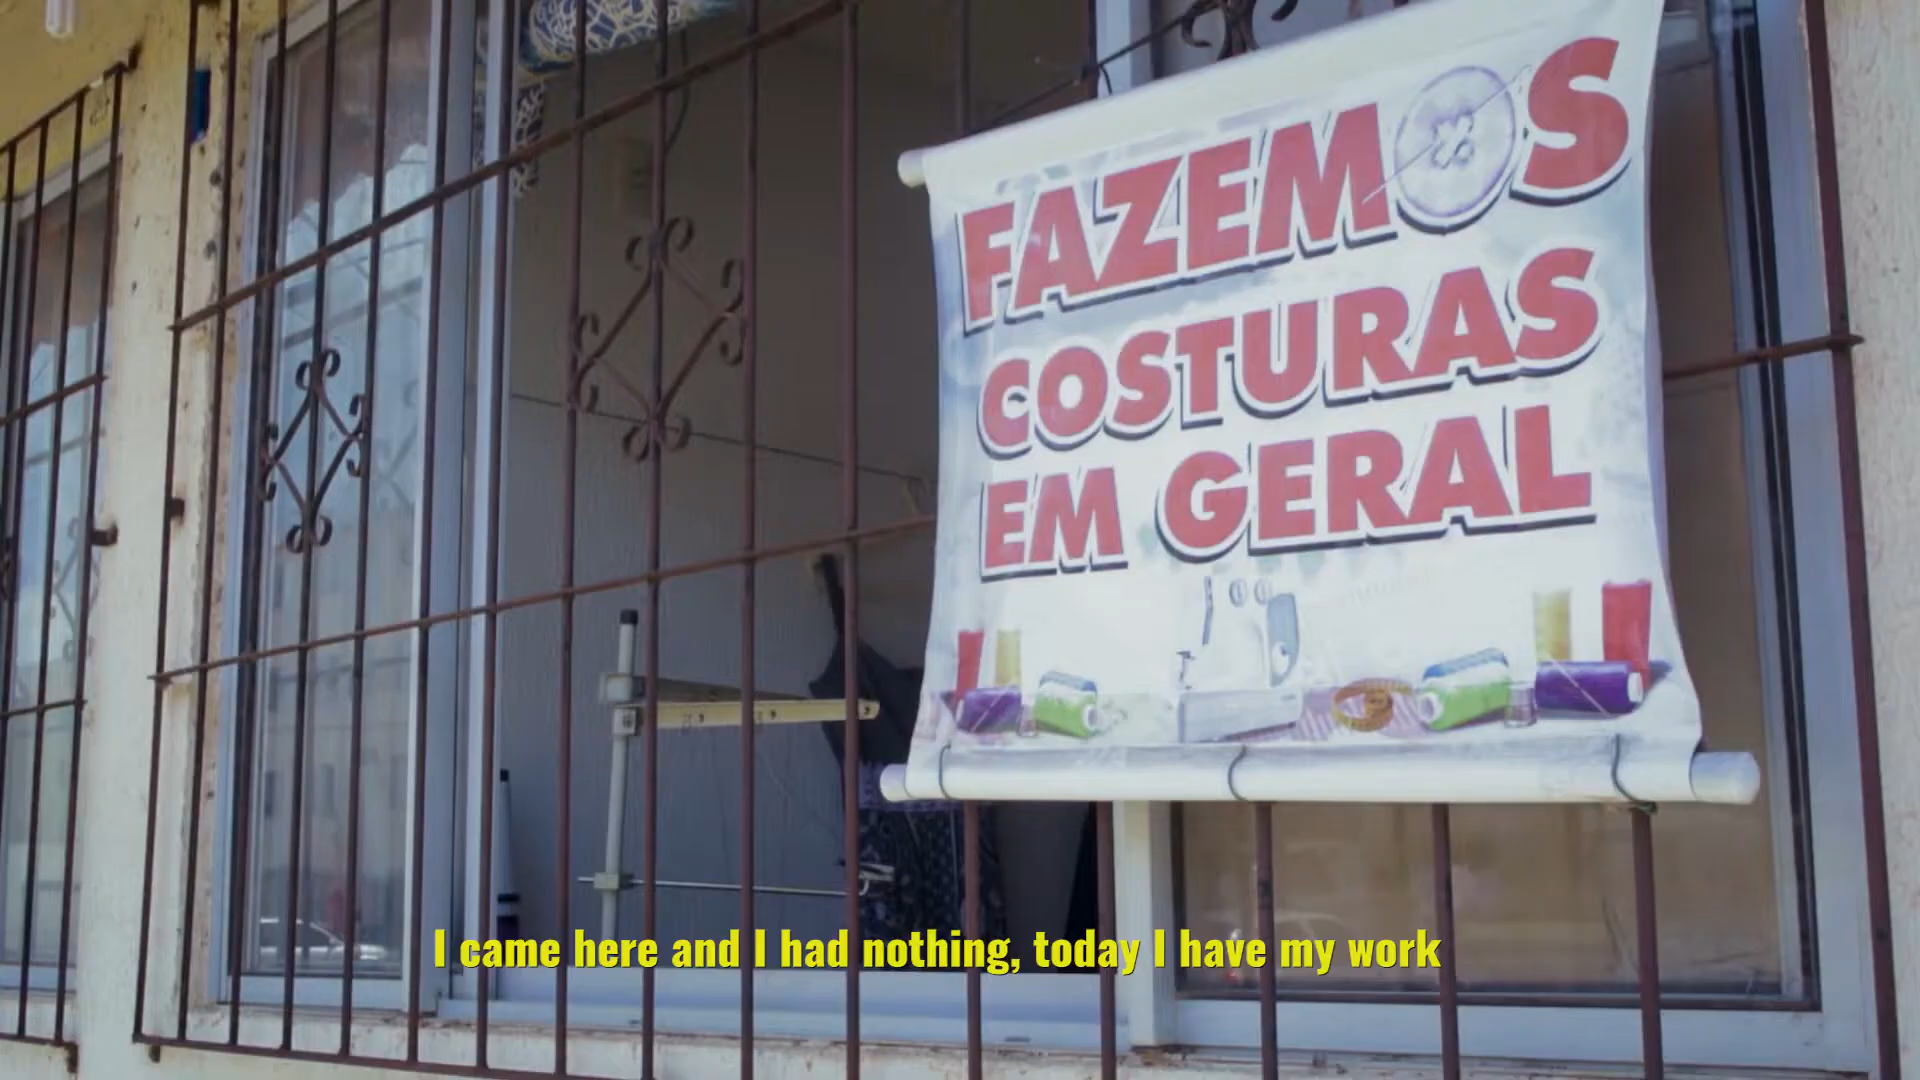 FAZEMOS
COSTURAS
EM GERAL
I came here and I had nothing, today I have my work